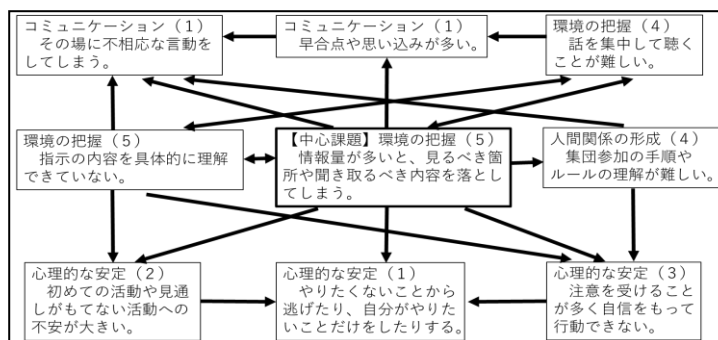 コミュニケーション（1）
その場に不相応な言動を
してしまう。
コミュニケーション（1）
早合点や思い込みが多い。
環境の把握（4）
話を集中して聴く
ことが難しい。
環境の把握（5）
指示の内容を具体的に理解
できていない。
【中心課題】環境の把握（5）
情報量が多いと、見るべき箇
所や聞き取るべき内容を落とし
てしまう。
人間関係の形成（4）
集団参加の手順や
ルールの理解が難しい。
心理的な安定（2）
初めての活動や見通
しがもてない活動への
不安が大きい。
心理的な安定（1）
やりたくないことから
逃げたり、自分がやりた
いことだけをしたりする。
心理的な安定（3）
注意を受けること
が多く自信をもって
行動できない。